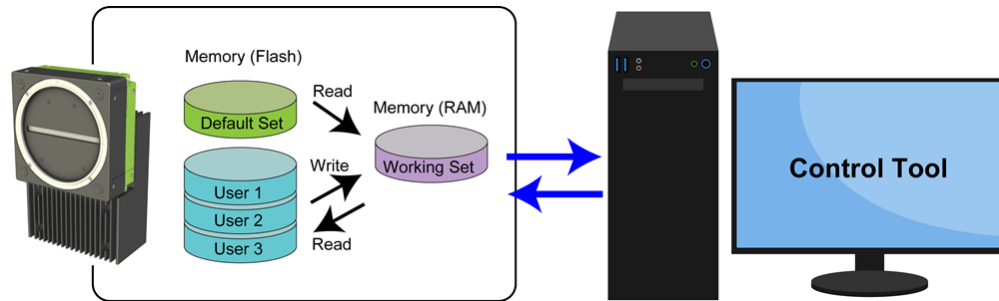 Memory (Flash)
Default Set
Read
Memory (RAM)
Working Set
Write
User 1
User 2
User 3
Read
Control Tool